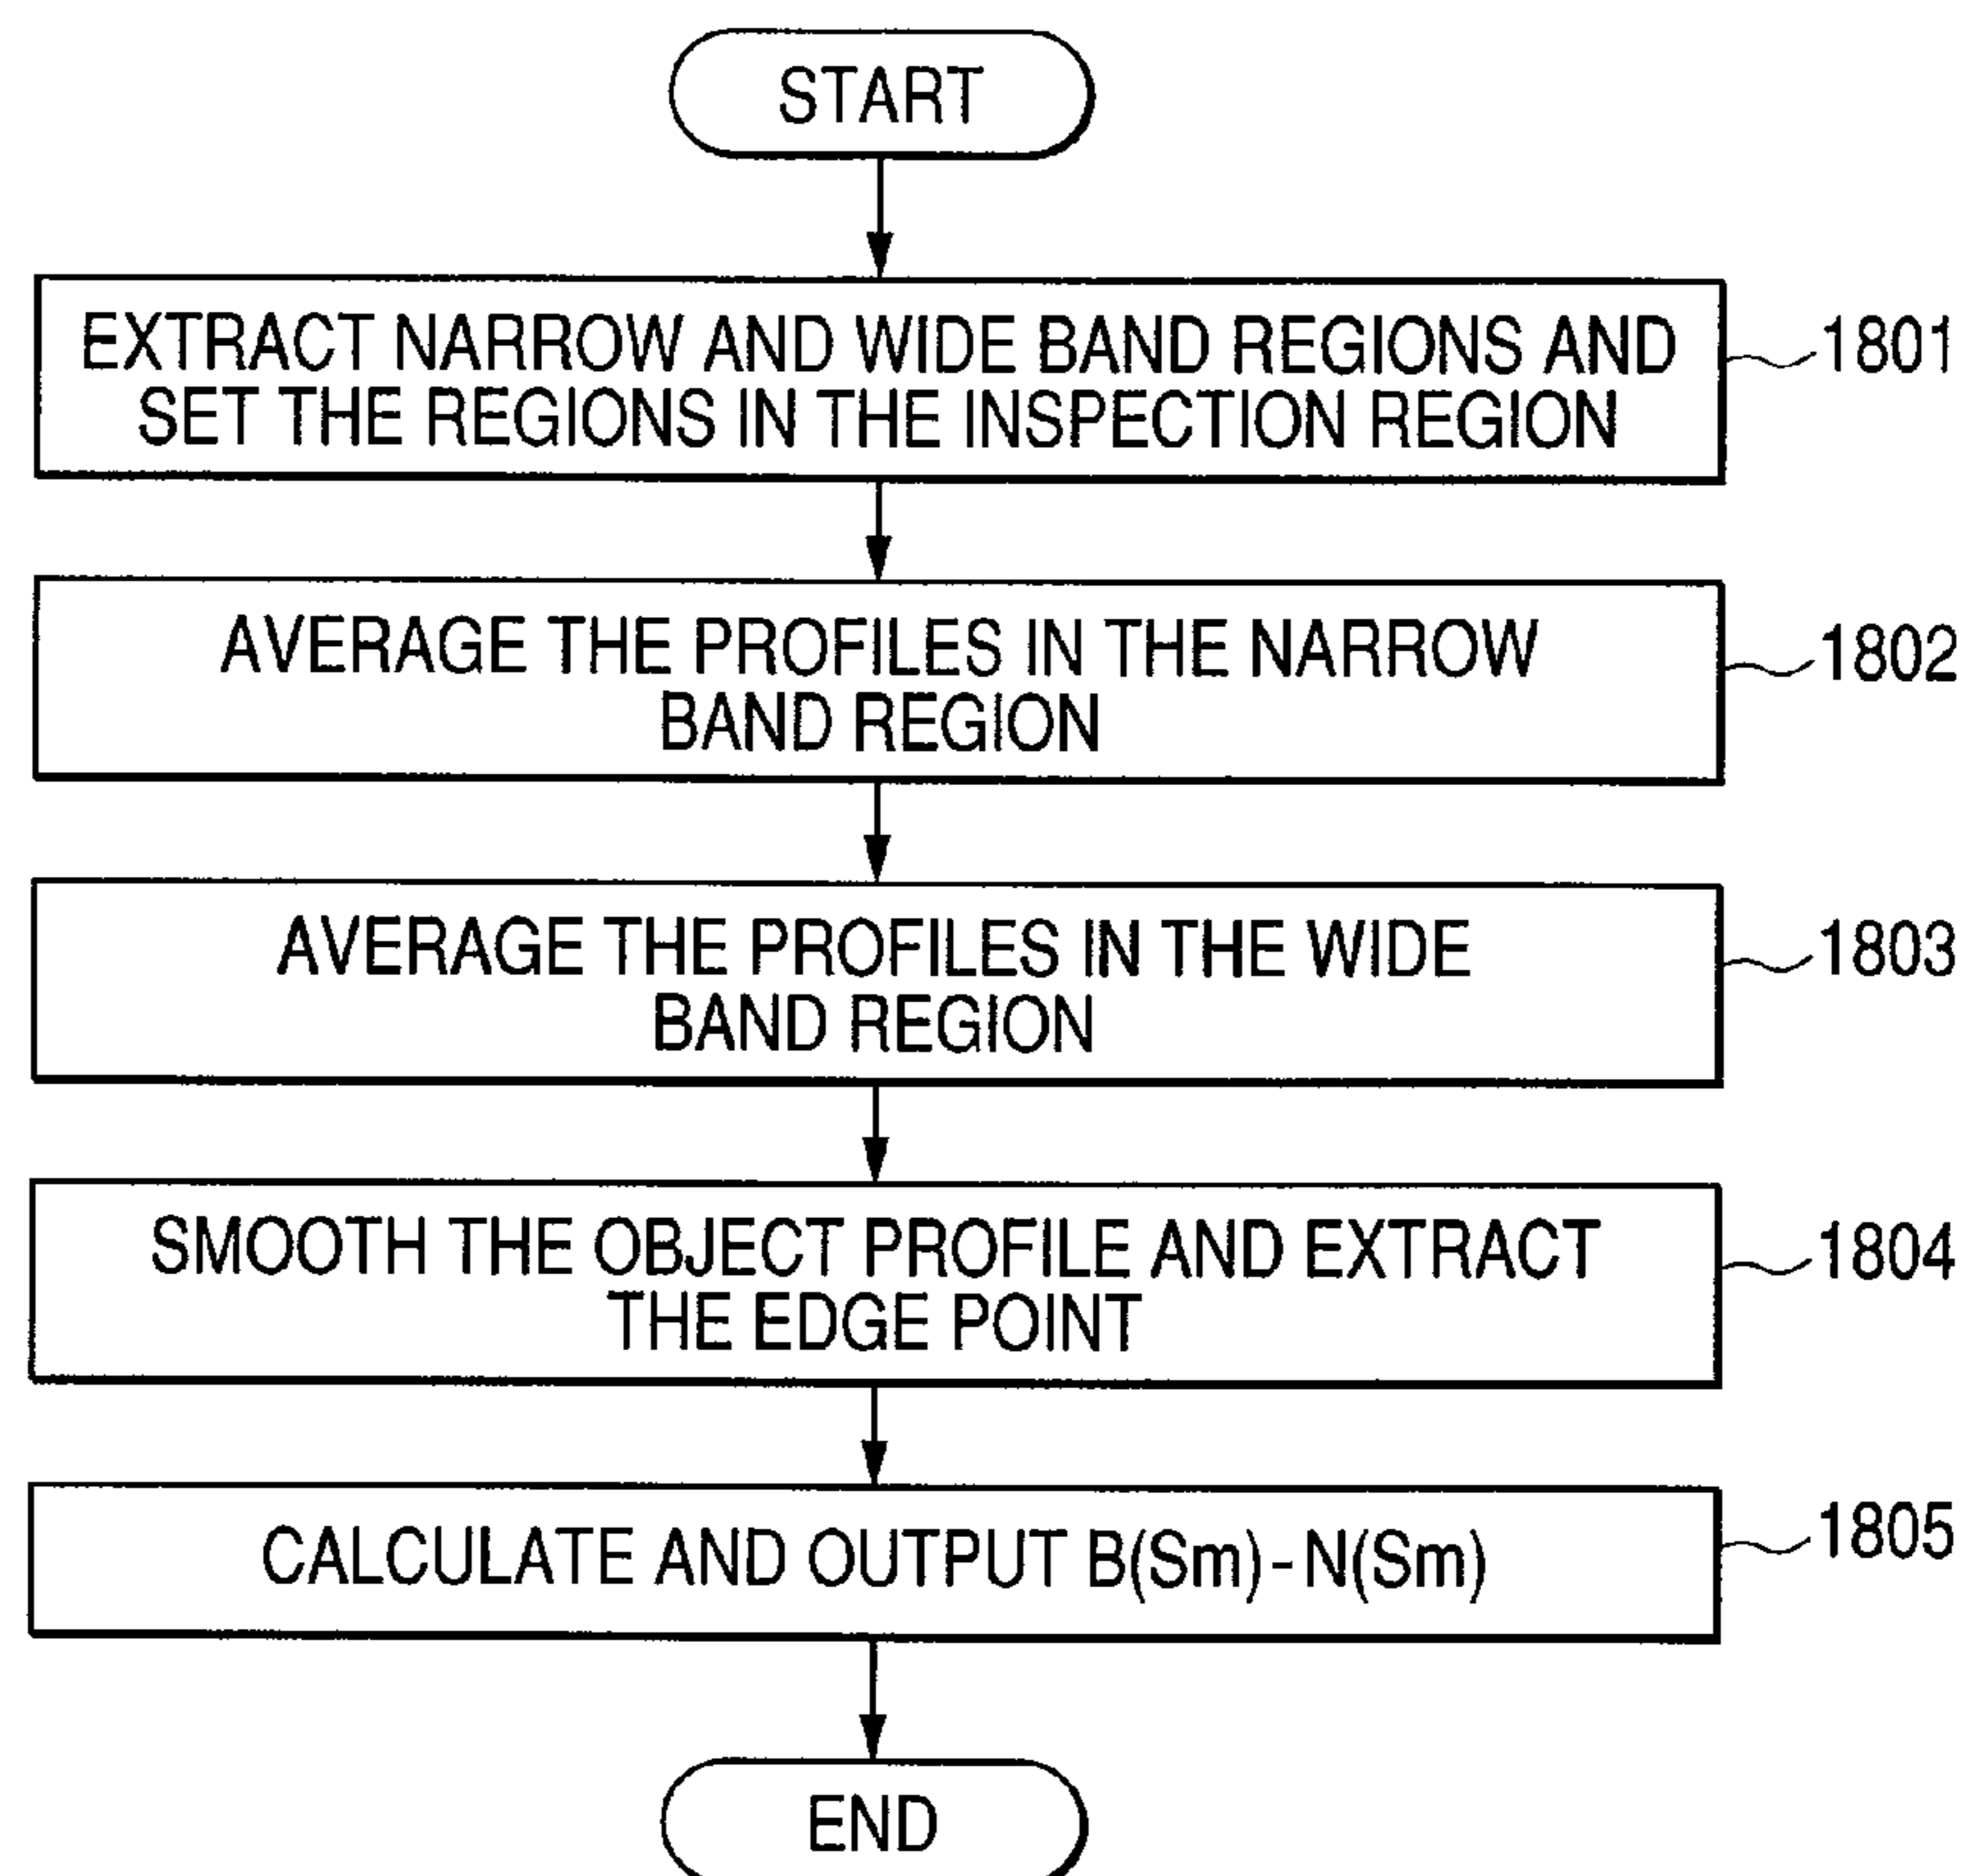 START
EXTRACT NARROW AND WIDE BAND REGIONS AND
SET THE REGIONS IN THE INSPECTION REGION
1801
AVERAGE THE PROFILES IN THE NARROW
BAND REGION
1802
AVERAGE THE PROFILES IN THE WIDE
BAND REGION
1803
SMOOTH THE OBJECT PROFILE AND EXTRACT
THE EDGE POINT
1804
CALCULATE AND OUTPUT B(Sm)-N(Sm)
1805
END